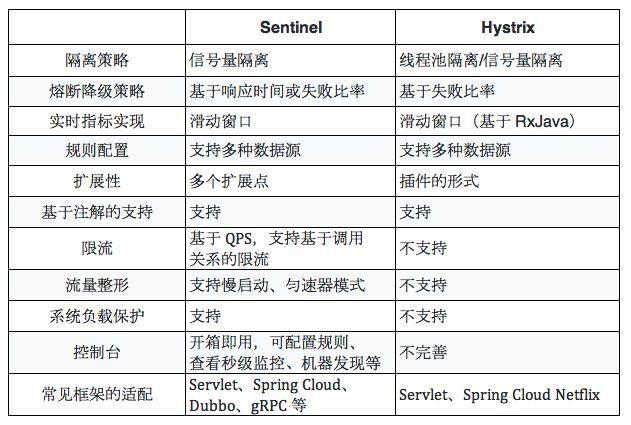 Sentinel Hystrix
隔离策略 信号量隔离 线程池隔离/信号量隔离
熔断降级策略 基于响应时间或失败比率 基于失败比率
实时指标实现 滑动窗口 滑动窗口（基于 RxJava）
规则配置 支持多种数据源 支持多种数据源
扩展性 多个扩展点 插件的形式
基于注解的支持 支持 支持
限流 基于 QPS，支持基于调用 不支持
关系的限流
流量整形 支持慢启动、匀速器模式 不支持
系统负载保护 支持 不支持
控制台 开箱即用，可配置规则、 不完善
查看秒级监控、机器发现等
常见框架的适配 Servlet、Spring Cloud、 Servlet、Spring Cloud Netflix
Dubbo、gRPC 等